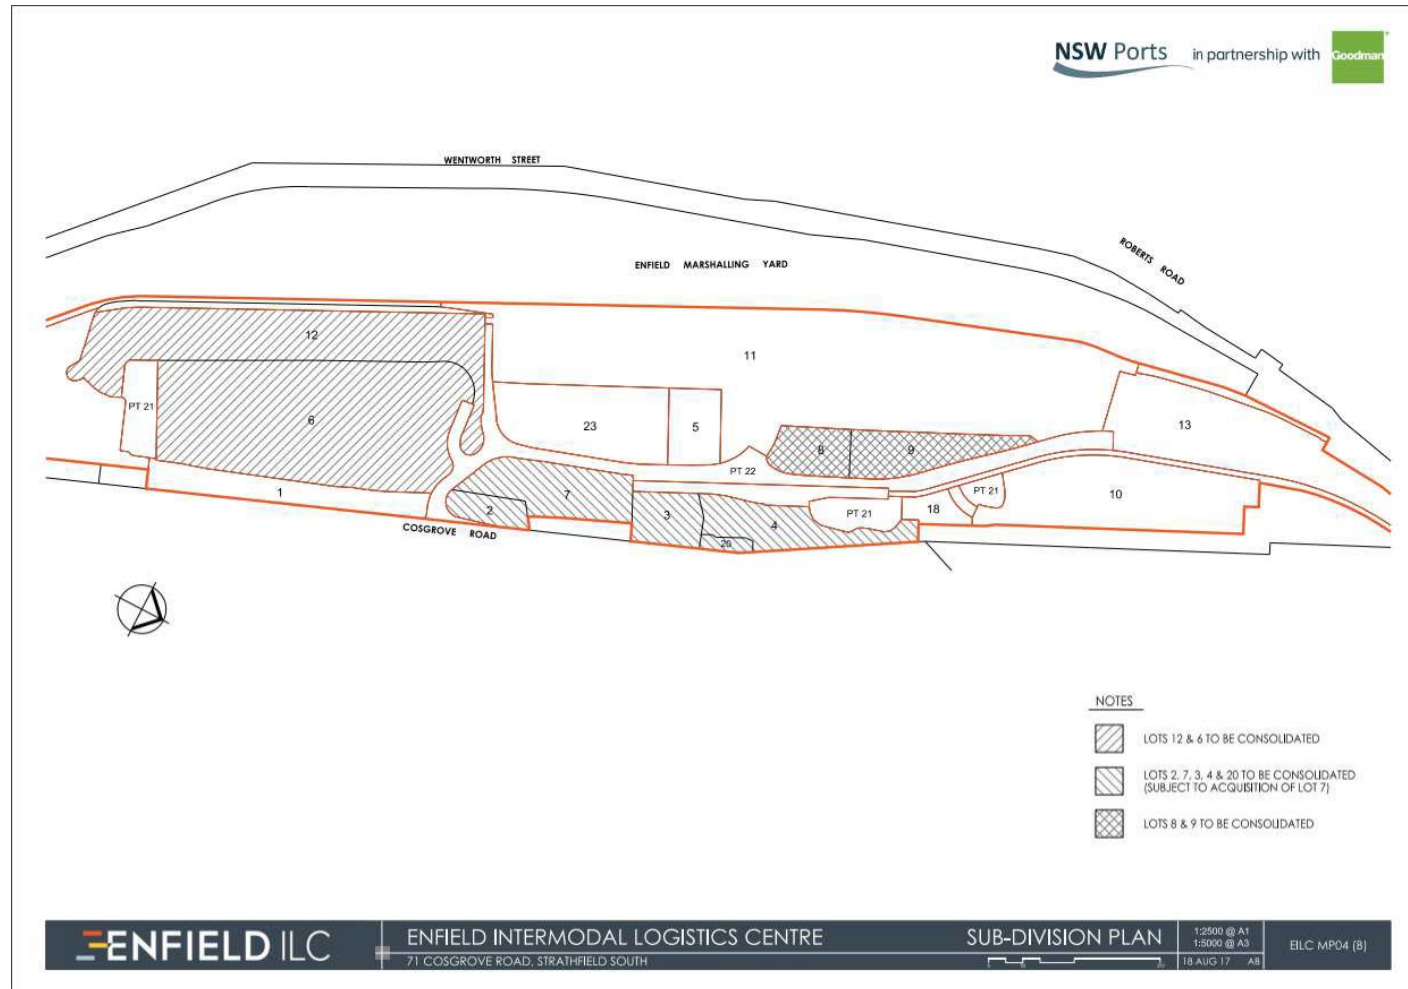 NSW Ports in partnership with Goodman
WENTWORTH STREET
ROBERTS ROAD
ENFIELD MARSHALLING YARD
12
11
PT 21
6
23
5
13
8
9
PT 22
1
7
2
3
4
20
PT 21
18
PT 21
10
COSGROVE ROAD
NOTES
LOTS 12 & 6 TO BE CONSOLIDATED
LOTS 2, 7, 3, 4 & 20 TO BE CONSOLIDATED
(SUBJECT TO ACQUISITION OF LOT 7)
LOTS 8 & 9 TO BE CONSOLIDATED
ENFIELD ILC
ENFIELD INTERMODAL LOGISTICS CENTRE
71 COSGROVE ROAD, STRATHFIELD SOUTH
SUB-DIVISION PLAN
1:2500 @ A1
1:5000 @ A3
18 AUG 17 AB
EILC MP04 (B)